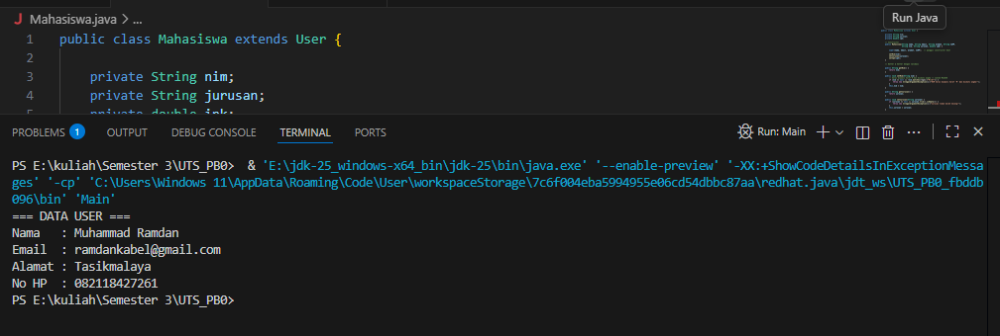 Run Java
J Mahasiswa.java > ...
1 public class Mahasiswa extends User {
2
3 private String nim;
4 private String jurusan;
5 private double ipk;
PROBLEMS 1 OUTPUT DEBUG CONSOLE TERMINAL PORTS Run: Main
PS E:\kuliah\Semester 3\UTS_PB0> & 'E:\jdk-25_windows-x64_bin\jdk-25\bin\java.exe' '--enable-preview' '-XX:+ShowCodeDetailsInExceptionMessa
ges' '-cp' 'C:\Users\Windows 11\AppData\Roaming\Code\User\workspaceStorage\7c6f004eba5994955e06cd54dbbc87aa\redhat.java\jdt_ws\UTS_PB0_fbddb
096\bin' 'Main'
=== DATA USER ===
Nama : Muhammad Ramdan
Email : ramdankabel@gmail.com
Alamat : Tasikmalaya
No HP : 082118427261
PS E:\kuliah\Semester 3\UTS_PB0>